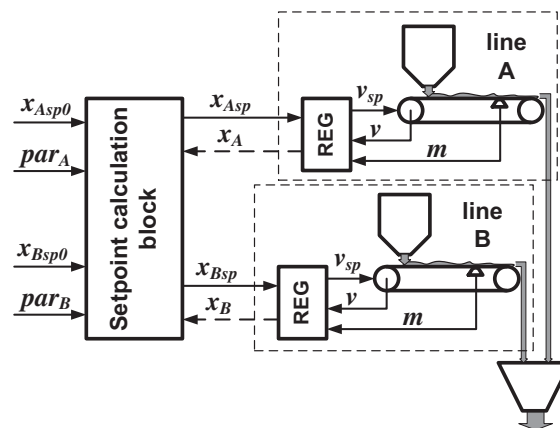 line
A
x_Asp0
x_Asp
v_sp
REG
x_A
v
par_A
m
Setpoint calculation
block
line
B
x_Bsp0
x_Bsp
v_sp
REG
x_B
v
par_B
m